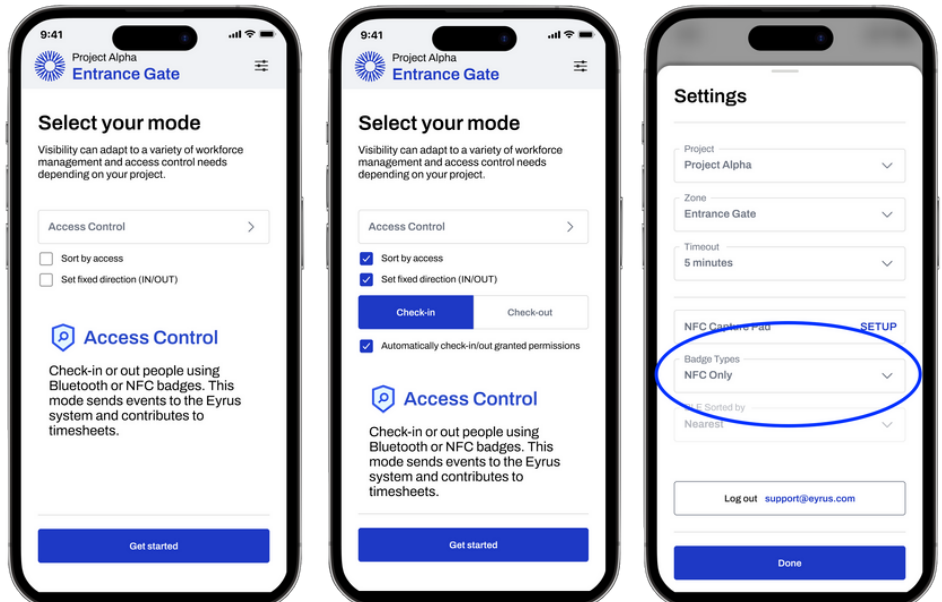 9:41
Project Alpha
Entrance Gate
Select your mode
Visibility can adapt to a variety of workforce
management and access control needs
depending on your project.
Access Control
Sort by access
Set fixed direction (IN/OUT)
Access Control
Check-in or out people using
Bluetooth or NFC badges. This
mode sends events to the Eyrus
system and contributes to
timesheets.
Get started
9:41
Project Alpha
Entrance Gate
Select your mode
Visibility can adapt to a variety of workforce
management and access control needs
depending on your project.
Access Control
Sort by access
Set fixed direction (IN/OUT)
Check-in
Check-out
Automatically check-in/out granted permissions
Access Control
Check-in or out people using
Bluetooth or NFC badges. This
mode sends events to the Eyrus
system and contributes to
timesheets.
Get started
Settings
Project
Project Alpha
Zone
Entrance Gate
Timeout
5 minutes
NFC Capture Pad
SETUP
Badge Types
NFC Only
BLE Sorted by
Nearest
Log out support@eyrus.com
Done